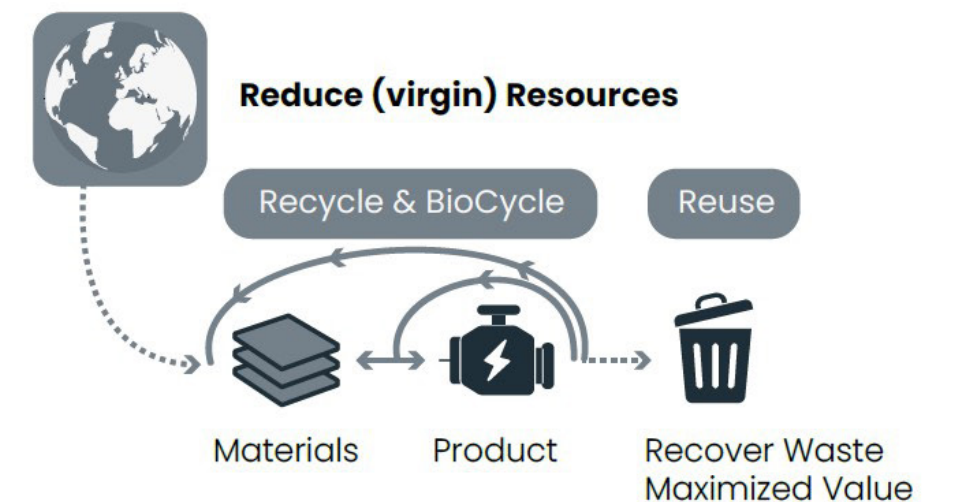 Reduce (virgin) Resources
Recycle & BioCycle
Reuse
Materials
Product
Recover Waste
Maximized Value